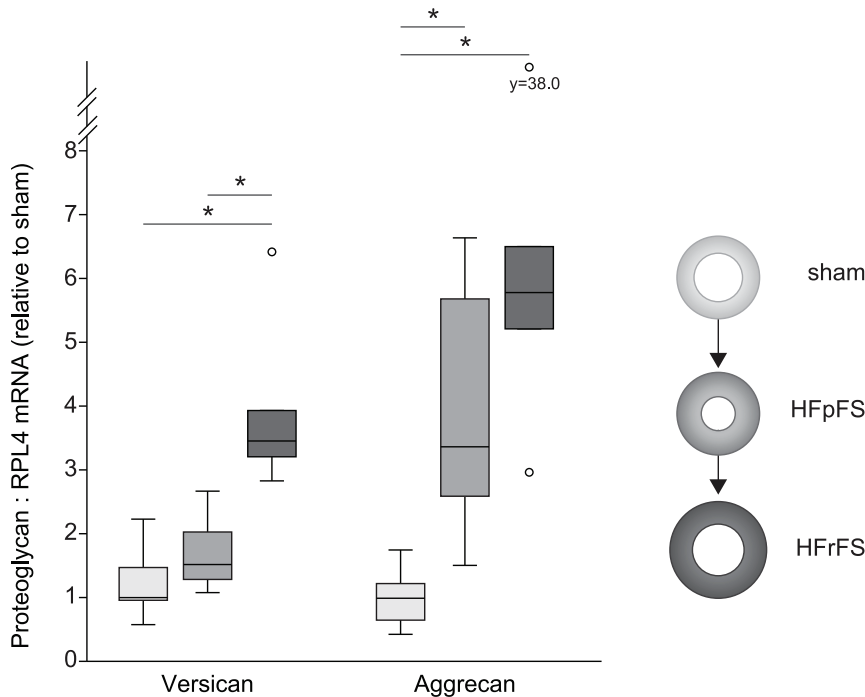 *
*
y=38.0
8
*
*
7
6
5
4
3
2
1
0
Proteoglycan : RPL4 mRNA (relative to sham)
Versican
Aggrecan
sham
HFpFS
HFrFS